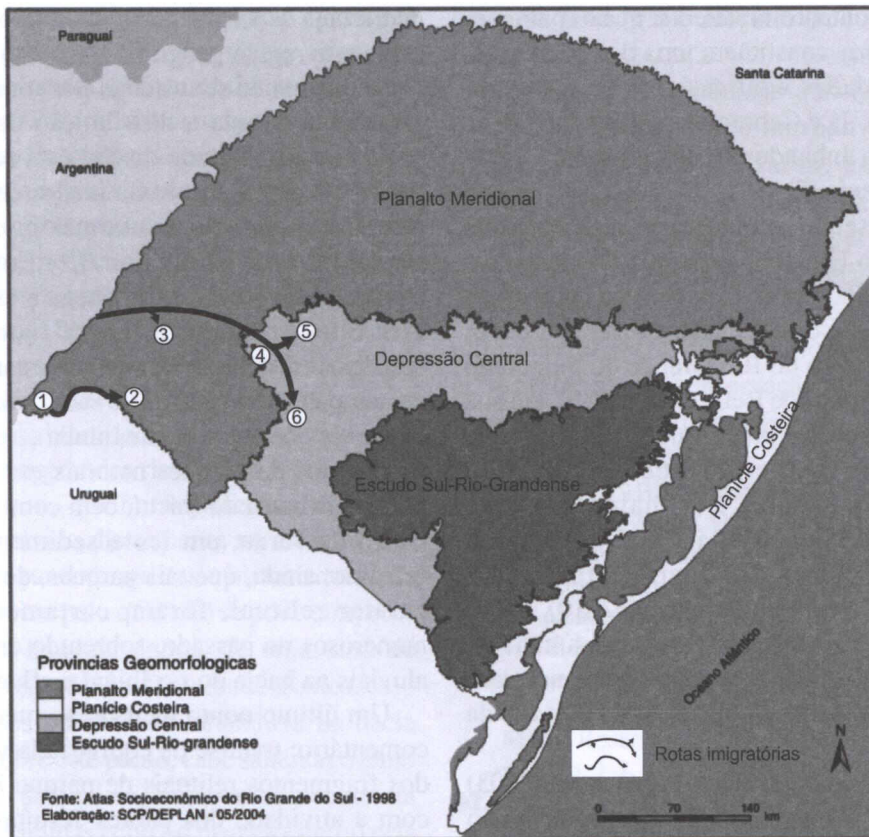 Paraguai
Santa Catarina
Argentina
Planalto Meridional
3
5
4
Depressão Central
1
2
6
Uruguai
Escudo Sul-Rio-Grandense
Planície Costeira
Oceano Atlântico
Provincias Geomorfologicas
Planalto Meridional
Planície Costeira
Depressão Central
Escudo Sul-Rio-grandense
Rotas imigratórias
N
Fonte: Atlas Socioeconômico do Rio Grande do Sul - 1998
Elaboração: SCP/DEPLAN - 05/2004
0 70 140
km